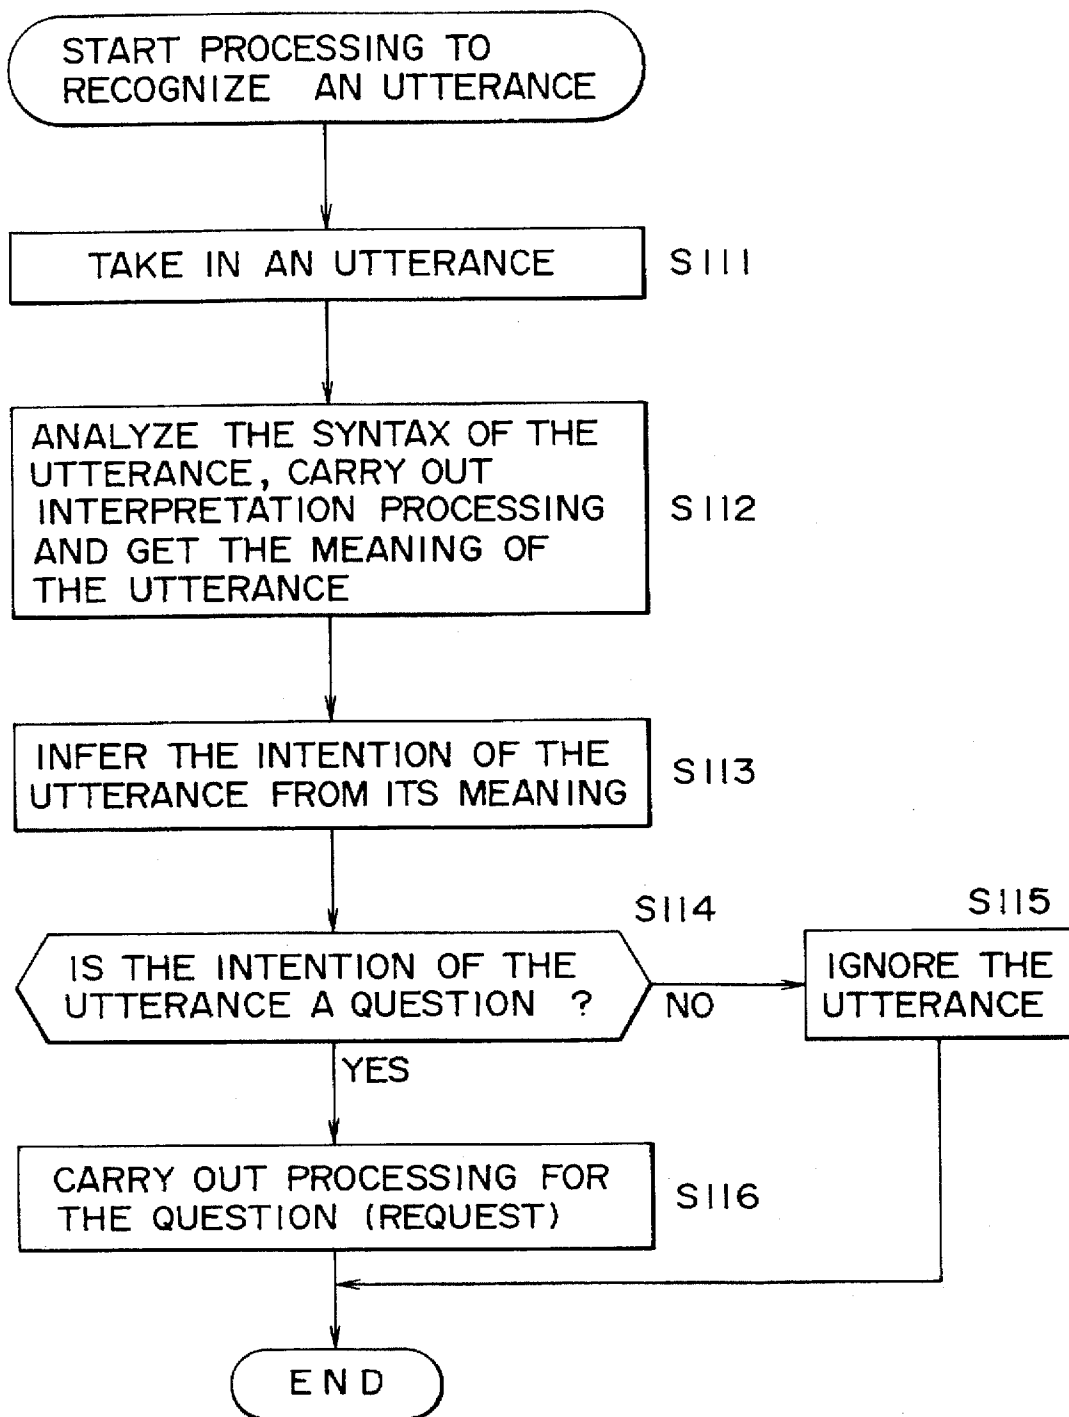 START PROCESSING TO
RECOGNIZE AN UTTERANCE
TAKE IN AN UTTERANCE
S111
ANALYZE THE SYNTAX OF THE
UTTERANCE, CARRY OUT
INTERPRETATION PROCESSING
AND GET THE MEANING OF
THE UTTERANCE
S112
INFER THE INTENTION OF THE
UTTERANCE FROM ITS MEANING
S113
S114
IS THE INTENTION OF THE
UTTERANCE A QUESTION ?
NO
S115
IGNORE THE
UTTERANCE
YES
CARRY OUT PROCESSING FOR
THE QUESTION (REQUEST)
S116
END